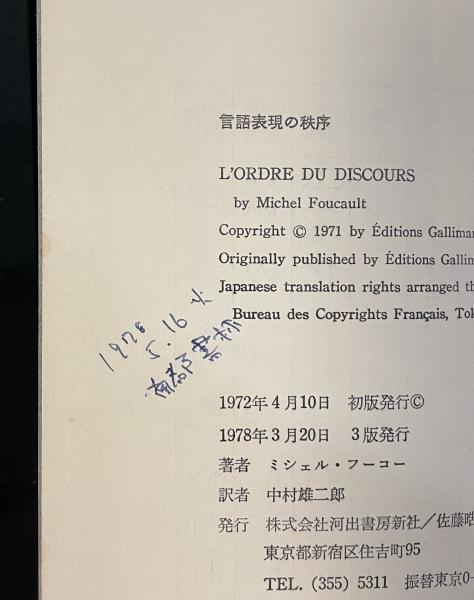 言語表現の秩序
L'ORDRE DU DISCOURS
by Michel Foucault
Copyright © 1971 by Éditions Gallimar
Originally published by Éditions Gallim
Japanese translation rights arranged th
Bureau des Copyrights Français, Tok
1978
5.16 火
1972年4月10日 初版発行©
1978年3月20日 3版発行
著者 ミシェル・フーコー
訳者 中村雄二郎
発行 株式会社河出書房新社/佐藤晧
東京都新宿区住吉町95
TEL. (355) 5311 振替東京0-